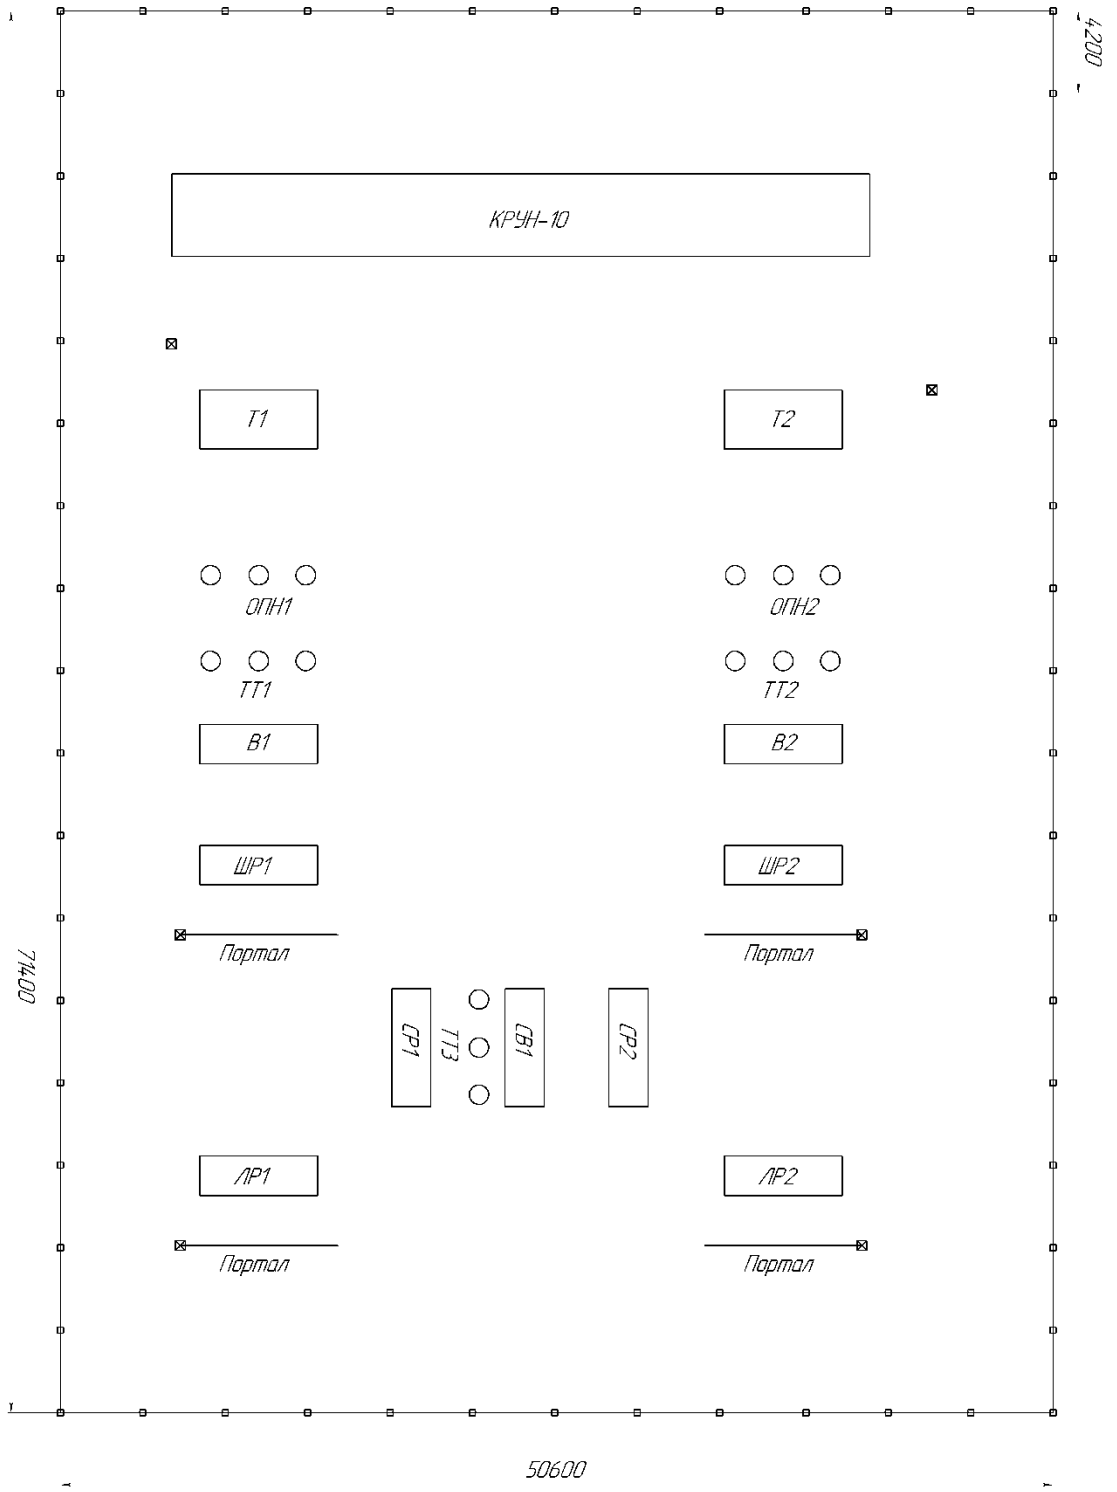 4200
КРУН-10
Т1
Т2
ОПН1
ОПН2
ТТ1
ТТ2
В1
В2
ШР1
ШР2
Портал
Портал
71400
СР1
ТТ3
СВ1
СР2
ЛР1
ЛР2
Портал
Портал
50600